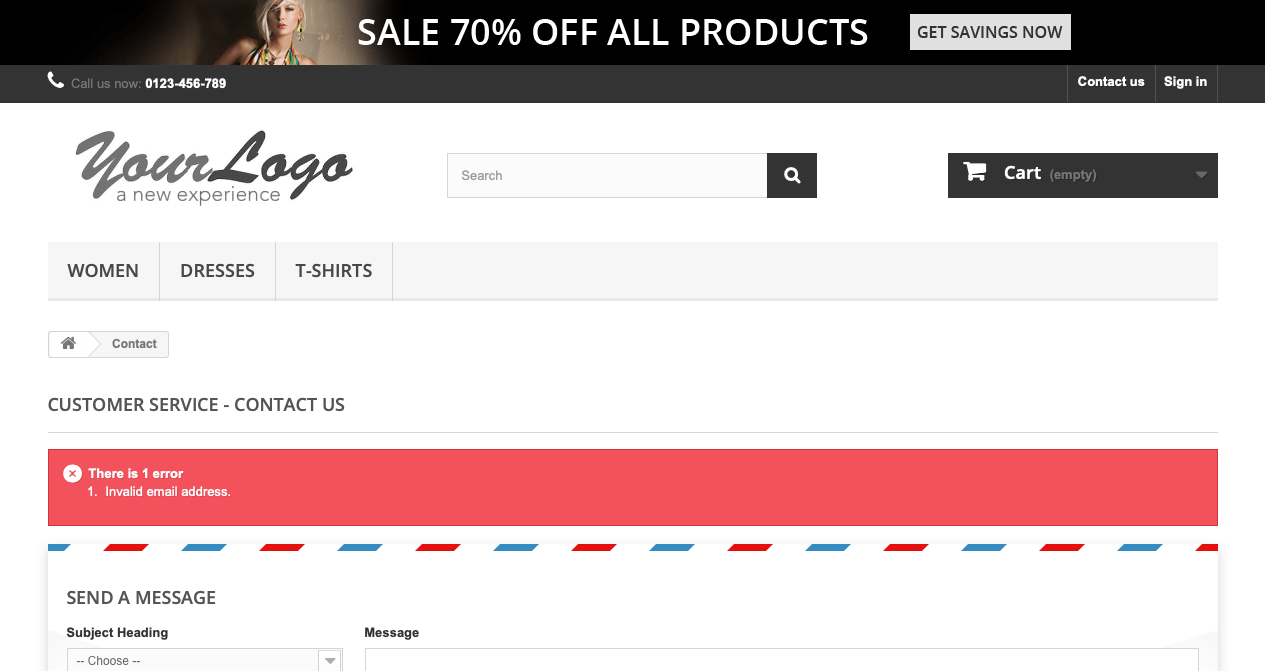 SALE 70% OFF ALL PRODUCTS GET SAVINGS NOW
Call us now: 0123-456-789 Contact us Sign in
YourLogo
a new experience
Search
Cart (empty)
WOMEN DRESSES T-SHIRTS
Contact
CUSTOMER SERVICE - CONTACT US
There is 1 error
1. Invalid email address.
SEND A MESSAGE
Subject Heading Message
-- Choose --